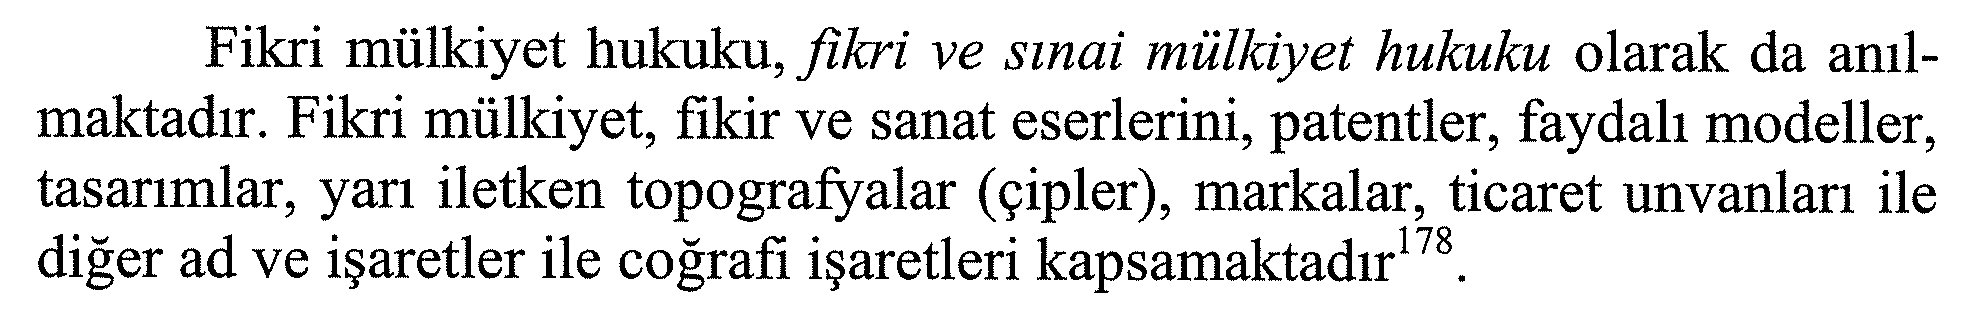 Fikri mülkiyet hukuku, fikri ve sınai mülkiyet hukuku olarak da anıl-
maktadır. Fikri mülkiyet, fikir ve sanat eserlerini, patentler, faydalı modeller,
tasarımlar, yarı iletken topografyalar (çipler), markalar, ticaret unvanları ile
diğer ad ve işaretler ile coğrafi işaretleri kapsamaktadır178.